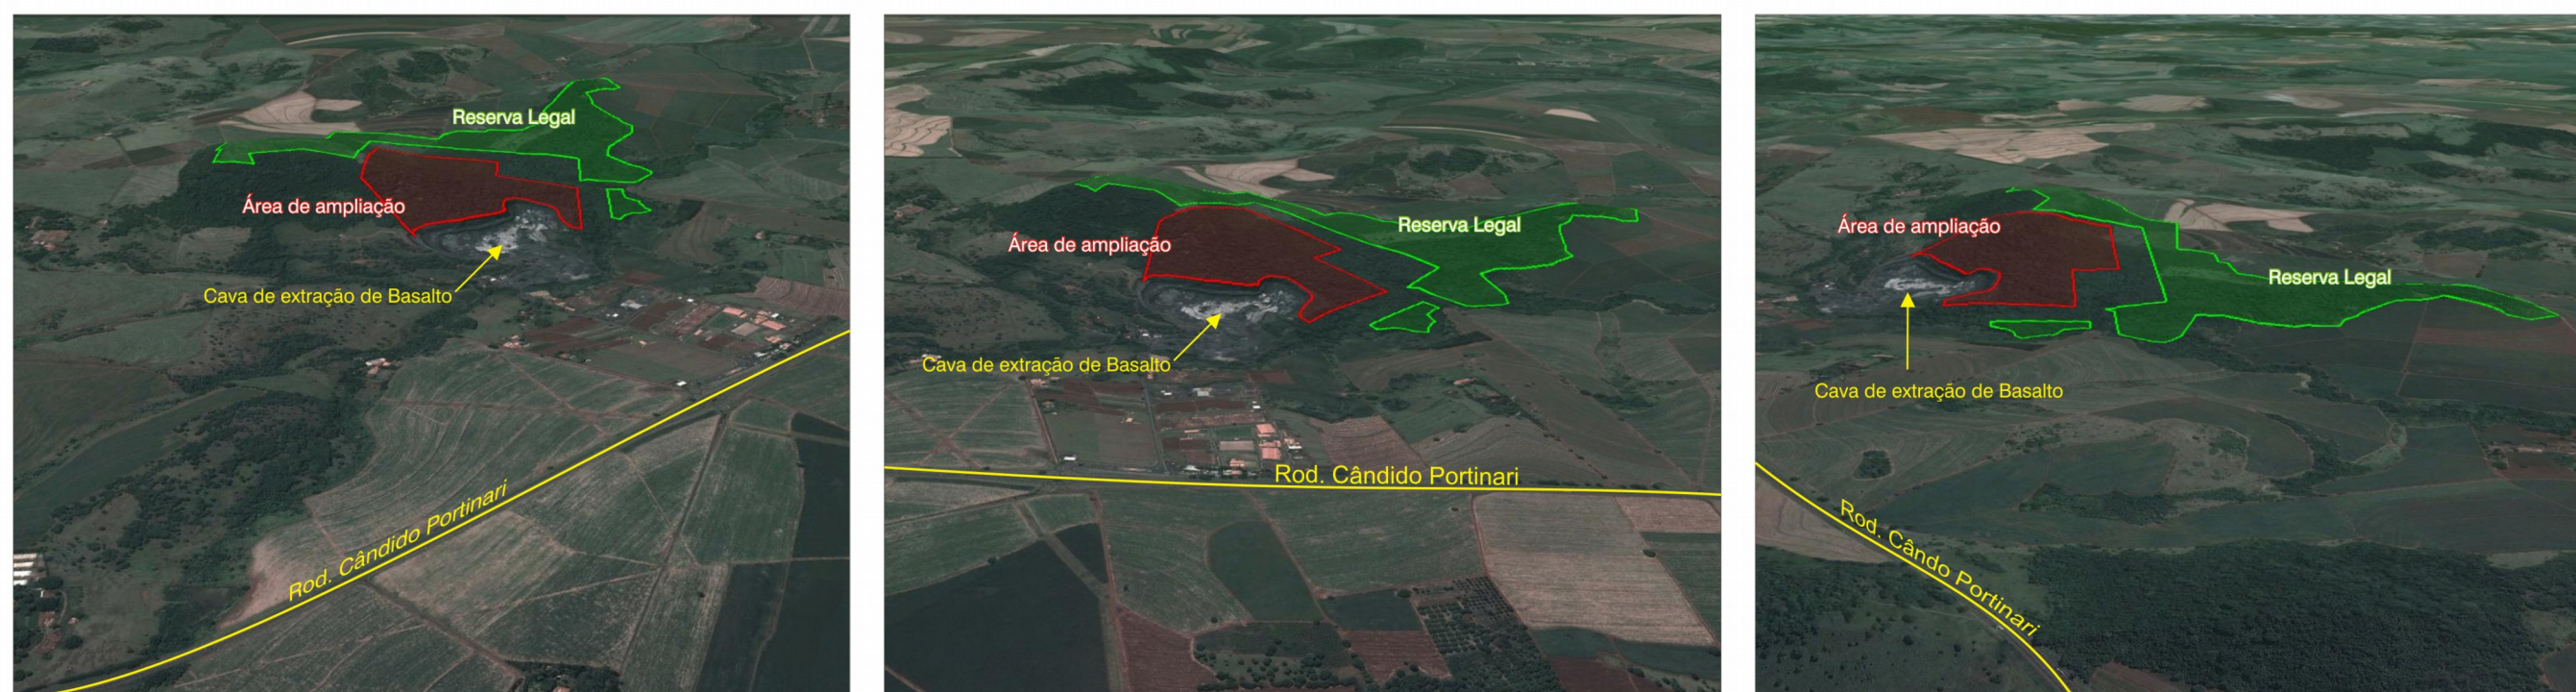 Reserva Legal
Área de ampliação
Cava de extração de Basalto
Rod. Cândido Portinari
Reserva Legal
Área de ampliação
Cava de extração de Basalto
Rod. Cândido Portinari
Área de ampliação
Reserva Legal
Cava de extração de Basalto
Rod. Cândo Portinari